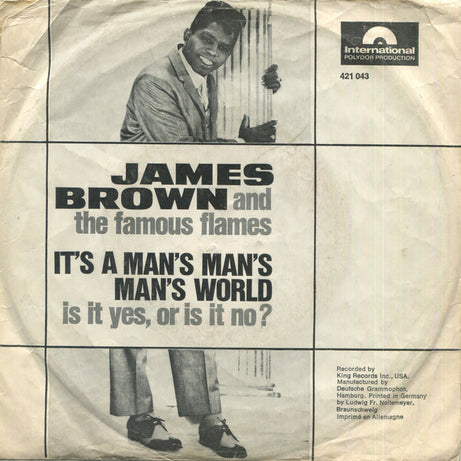 International
POLYDOR PRODUCTION
421 043
JAMES
BROWN and
the famous flames
IT'S A MAN'S MAN'S
MAN'S WORLD
is it yes, or is it no?
Recorded by
King Records Inc., USA.
Manufactured by
Deutsche Grammophon,
Hamburg. Printed in Germany
by Ludwig Fr. Noltemeyer,
Braunschweig
Imprimé en Allemagne